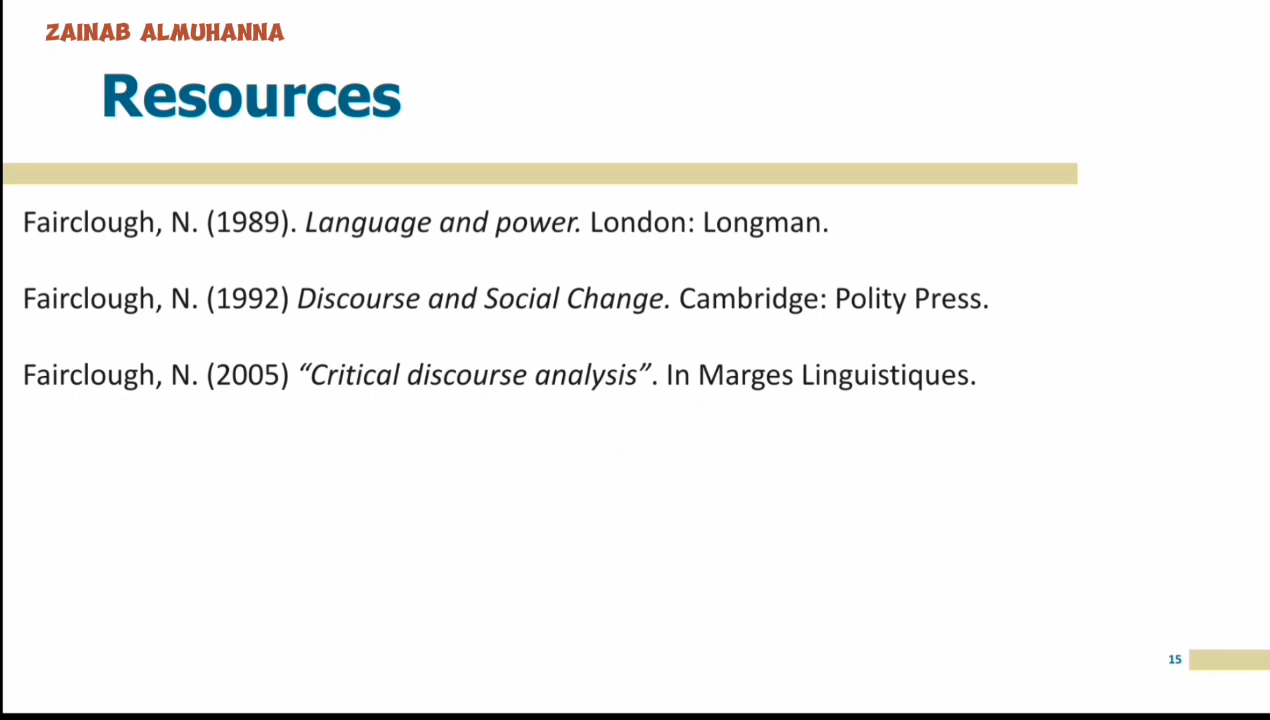 ZAINAB ALMUHANNA
Resources
Fairclough, N. (1989). Language and power. London: Longman.
Fairclough, N. (1992) Discourse and Social Change. Cambridge: Polity Press.
Fairclough, N. (2005) “Critical discourse analysis”. In Marges Linguistiques.
15